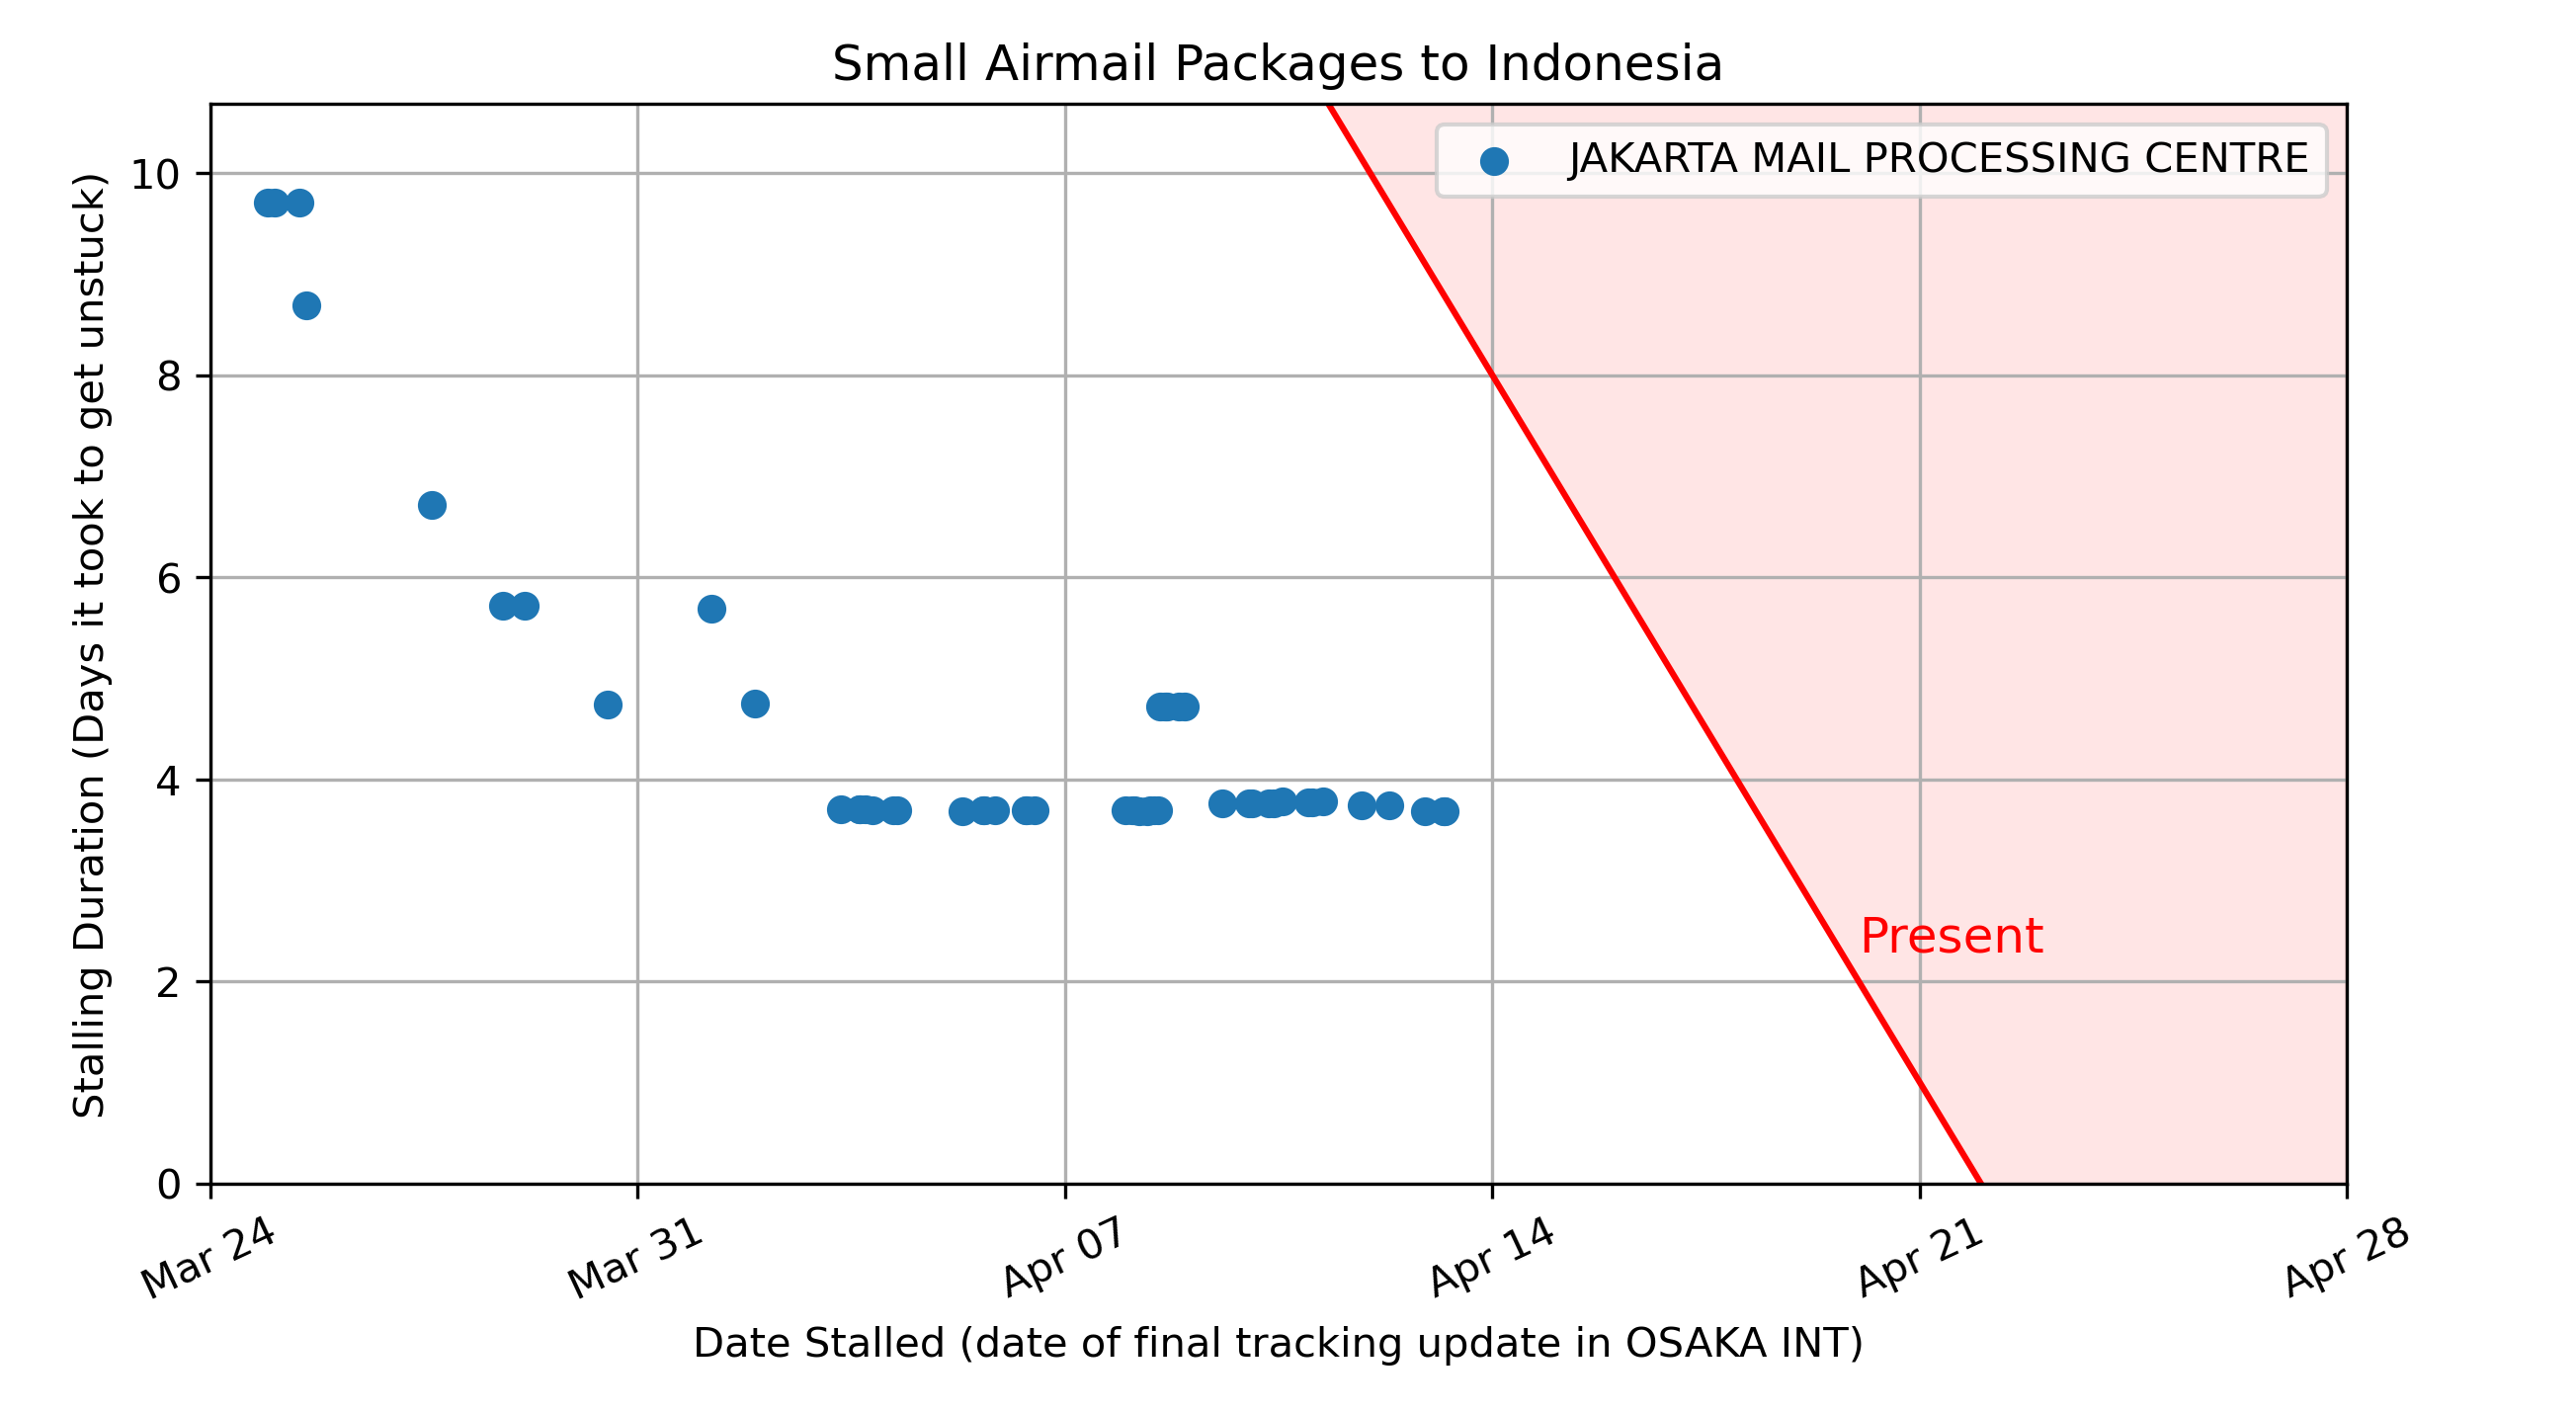 Small Airmail Packages to Indonesia
JAKARTA MAIL PROCESSING CENTRE
Stalling Duration (Days it took to get unstuck)
10
8
6
4
2
0
Present
Mar 24
Mar 31
Apr 07
Apr 14
Apr 21
Apr 28
Date Stalled (date of final tracking update in OSAKA INT)